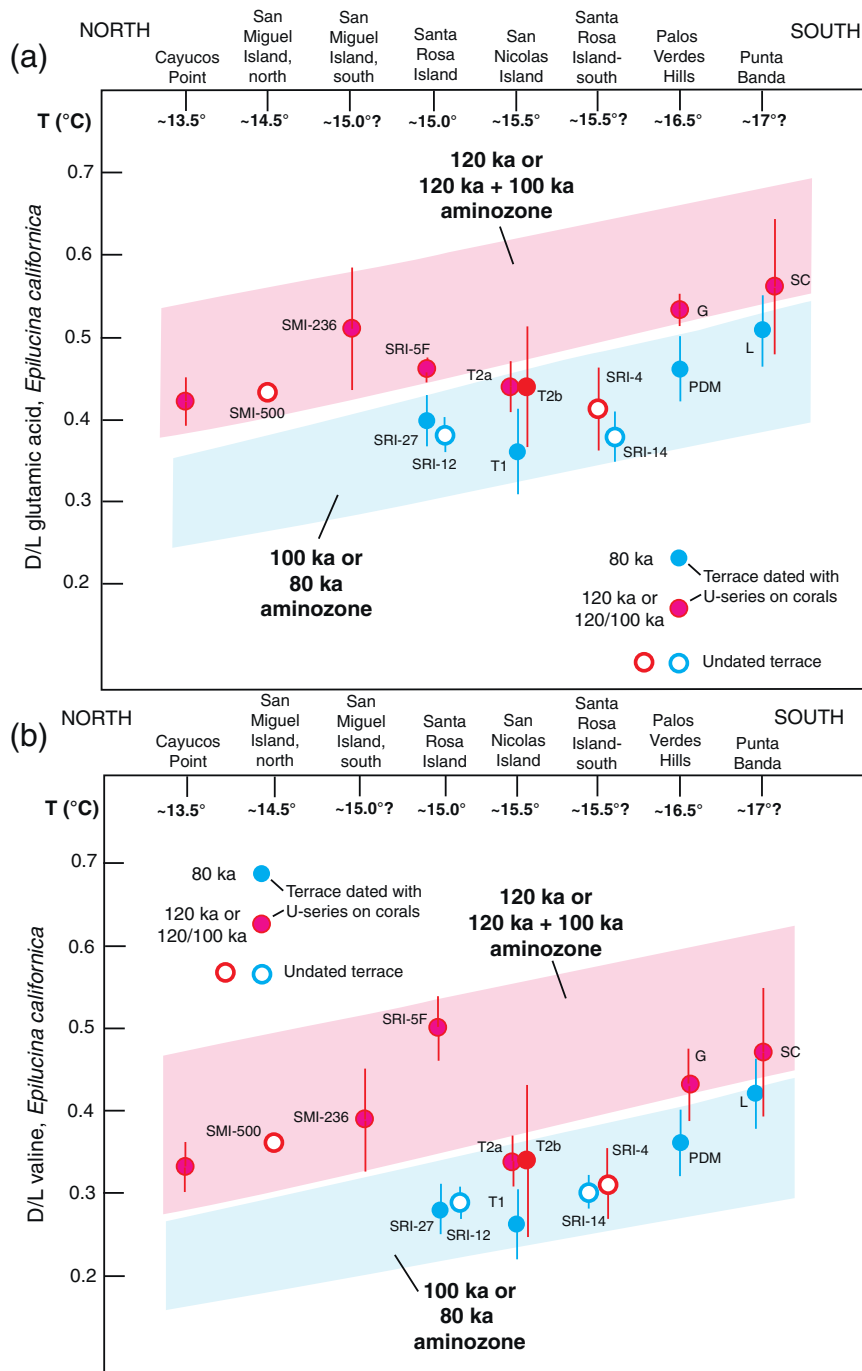 (a)
NORTH
SOUTH
Cayucos
Point
San
Miguel
Island,
north
San
Miguel
Island,
south
Santa
Rosa
Island
San
Nicolas
Island
Santa
Rosa
Island-
south
Palos
Verdes
Hills
Punta
Banda
T (°C)
~13.5°
~14.5°
~15.0°?
~15.0°
~15.5°
~15.5°?
~16.5°
~17°?
D/L glutamic acid, Epilucina californica
0.7
0.6
0.5
0.4
0.3
0.2
120 ka or
120 ka + 100 ka
aminozone
SMI-500
SMI-236
SRI-5F
SRI-27
SRI-12
T2a
T2b
T1
SRI-4
SRI-14
G
PDM
SC
L
100 ka or
80 ka
aminozone
80 ka
120 ka or
120/100 ka
Terrace dated with
U-series on corals
Undated terrace
(b)
NORTH
SOUTH
Cayucos
Point
San
Miguel
Island,
north
San
Miguel
Island,
south
Santa
Rosa
Island
San
Nicolas
Island
Santa
Rosa
Island-
south
Palos
Verdes
Hills
Punta
Banda
T (°C)
~13.5°
~14.5°
~15.0°?
~15.0°
~15.5°
~15.5°?
~16.5°
~17°?
D/L valine, Epilucina californica
0.7
0.6
0.5
0.4
0.3
0.2
80 ka
120 ka or
120/100 ka
Terrace dated with
U-series on corals
Undated terrace
120 ka or
120 ka + 100 ka
aminozone
SMI-500
SMI-236
SRI-5F
SRI-27
SRI-12
T2a
T2b
T1
SRI-4
SRI-14
G
PDM
SC
L
100 ka or
80 ka
aminozone